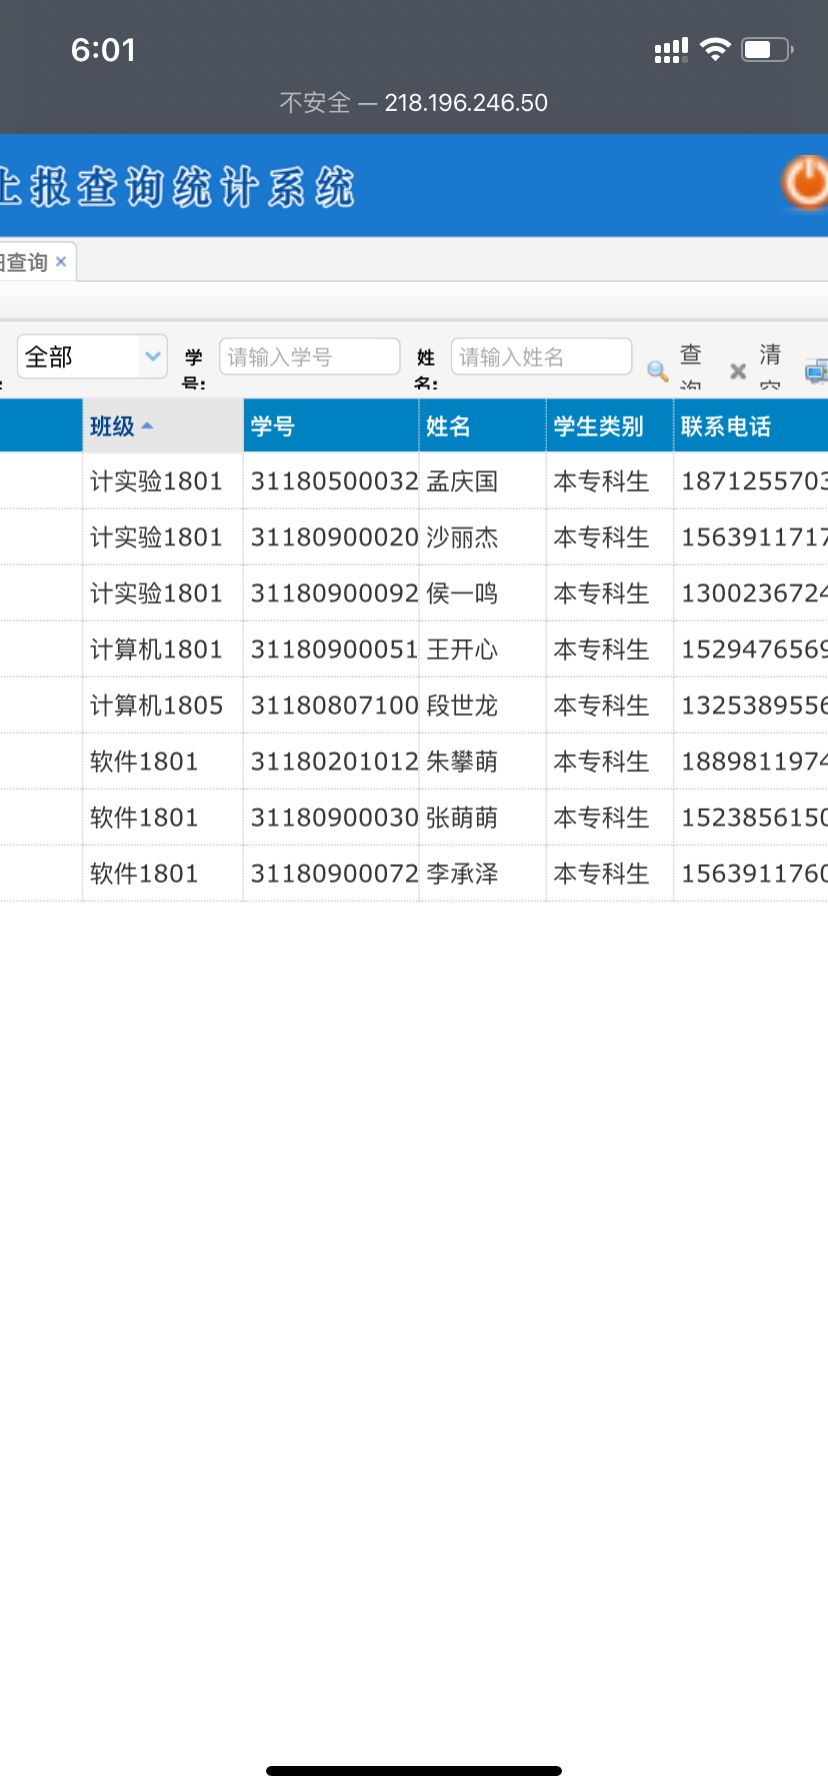 6:01
不安全 — 218.196.246.50
上报查询统计系统
查询 ×
全部 学号: 请输入学号 姓名: 请输入姓名 查询 清空
班级 学号 姓名 学生类别 联系电话
计实验1801 31180500032 孟庆国 本专科生 1871255703
计实验1801 31180900020 沙丽杰 本专科生 1563911717
计实验1801 31180900092 侯一鸣 本专科生 1300236724
计算机1801 31180900051 王开心 本专科生 1529476569
计算机1805 31180807100 段世龙 本专科生 1325389556
软件1801 31180201012 朱攀萌 本专科生 1889811974
软件1801 31180900030 张萌萌 本专科生 1523856150
软件1801 31180900072 李承泽 本专科生 1563911760